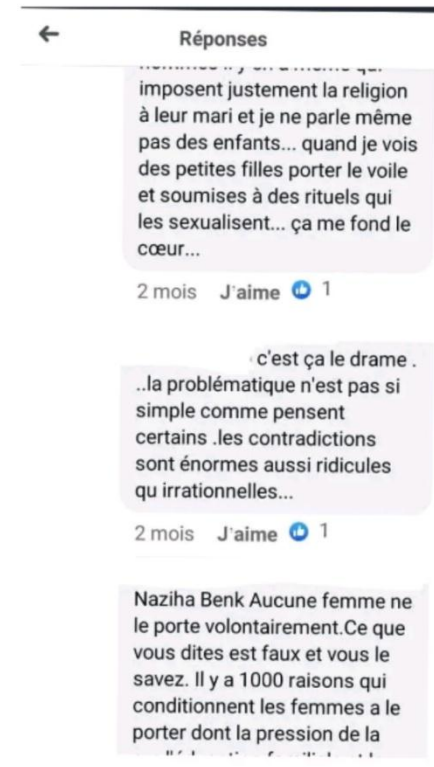 Réponses
imposent justement la religion
à leur mari et je ne parle même
pas des enfants... quand je vois
des petites filles porter le voile
et soumises à des rituels qui
les sexualisent... ça me fond le
cœur...
2 mois J'aime 1
c'est ça le drame .
..la problématique n'est pas si
simple comme pensent
certains .les contradictions
sont énormes aussi ridicules
qu irrationnelles...
2 mois J'aime 1
Naziha Benk Aucune femme ne
le porte volontairement.Ce que
vous dites est faux et vous le
savez. Il y a 1000 raisons qui
conditionnent les femmes a le
porter dont la pression de la